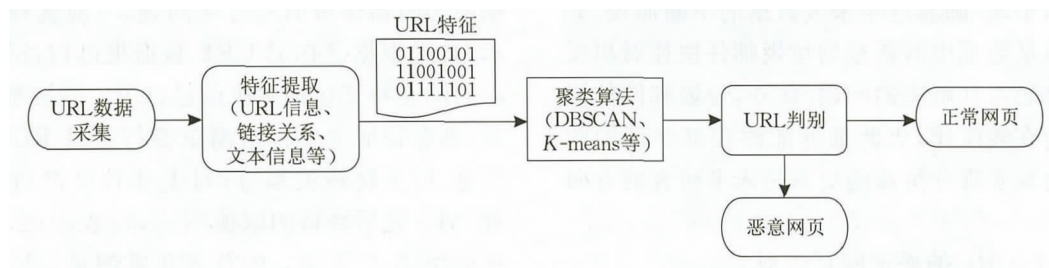 URL特征
01100101
11001001
01111101
URL数据
采集
特征提取
(URL信息、
链接关系、
文本信息等)
聚类算法
(DBSCAN、
K-means等)
URL判别
正常网页
恶意网页